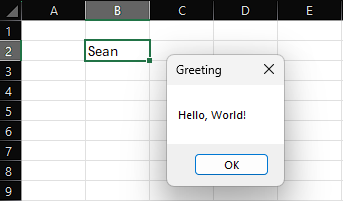 A B C D E
1
2 Sean
3 Greeting
4
5 Hello, World!
6
7
8 OK
9